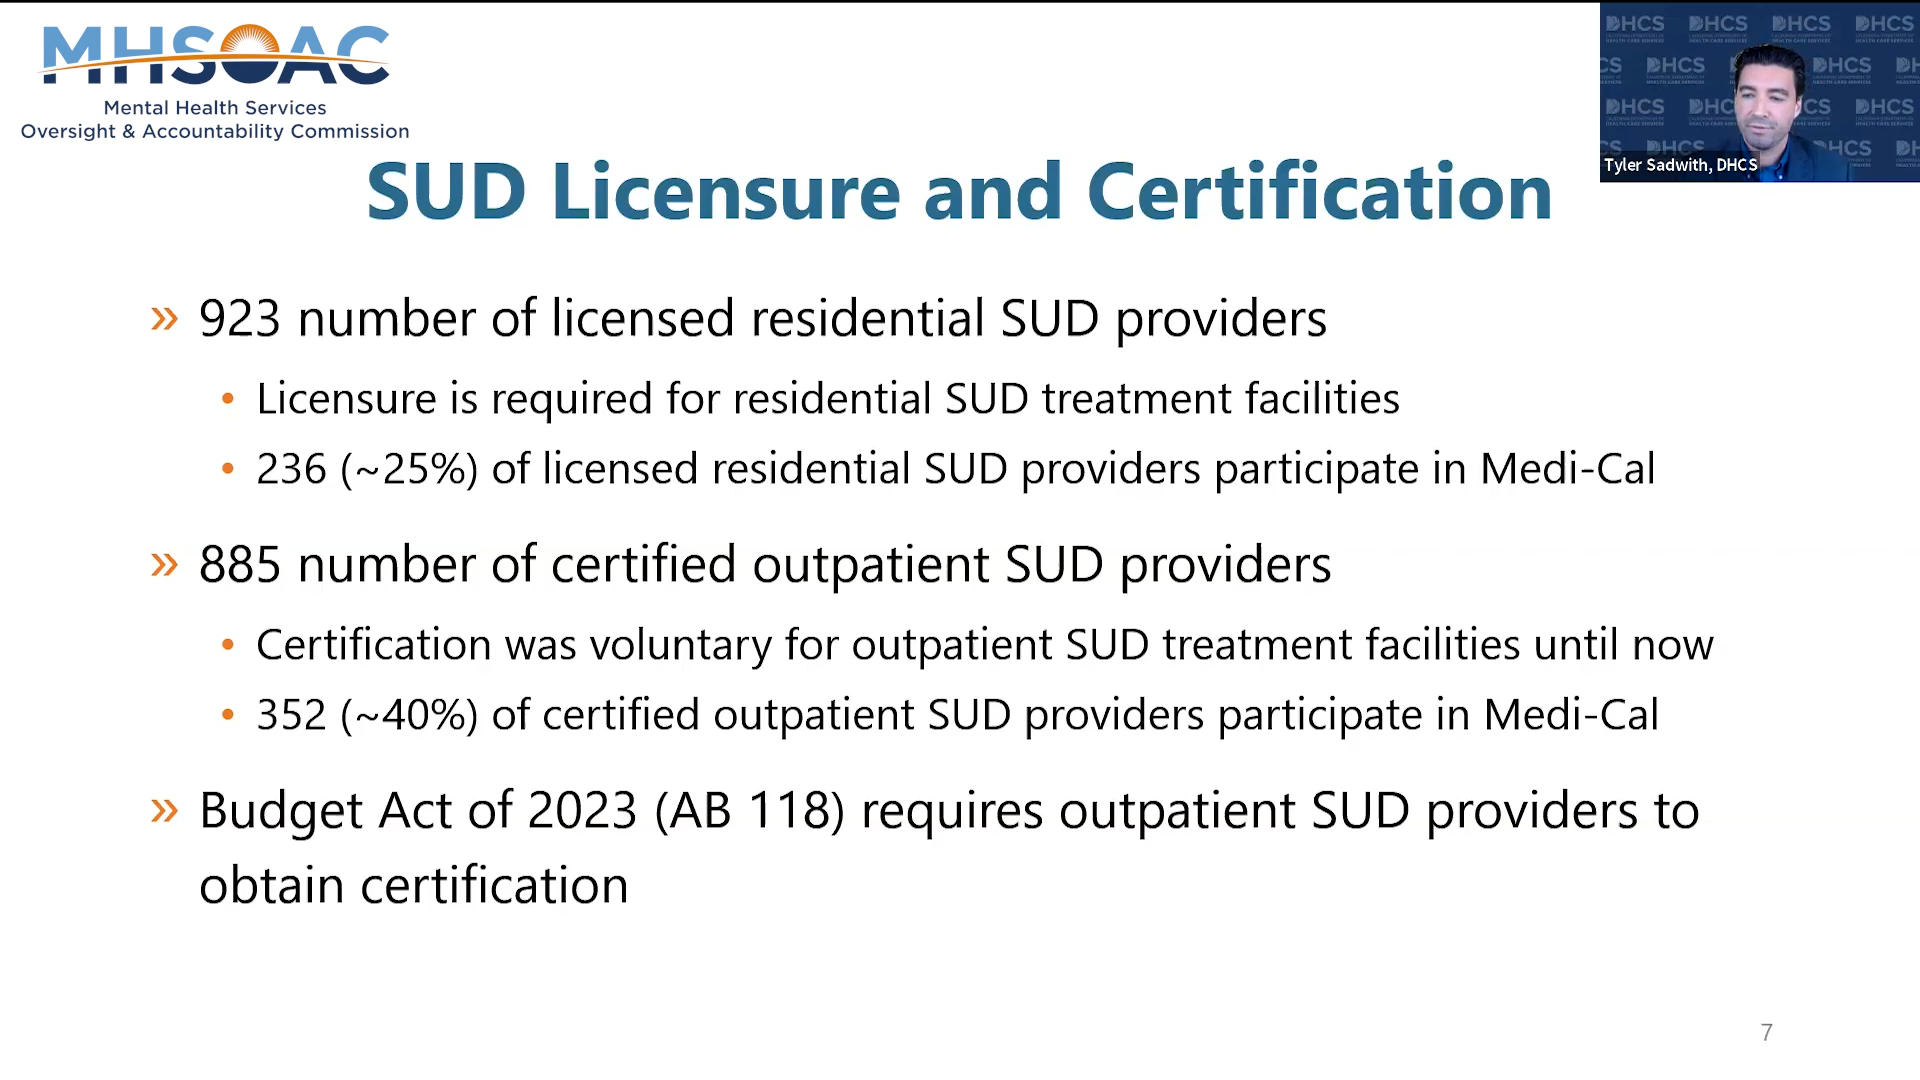 MHSOAC
Mental Health Services
Oversight & Accountability Commission
DHCS DHCS DHCS DHCS
Tyler Sadwith, DHCS
SUD Licensure and Certification
» 923 number of licensed residential SUD providers
• Licensure is required for residential SUD treatment facilities
• 236 (~25%) of licensed residential SUD providers participate in Medi-Cal
» 885 number of certified outpatient SUD providers
• Certification was voluntary for outpatient SUD treatment facilities until now
• 352 (~40%) of certified outpatient SUD providers participate in Medi-Cal
» Budget Act of 2023 (AB 118) requires outpatient SUD providers to
obtain certification
7